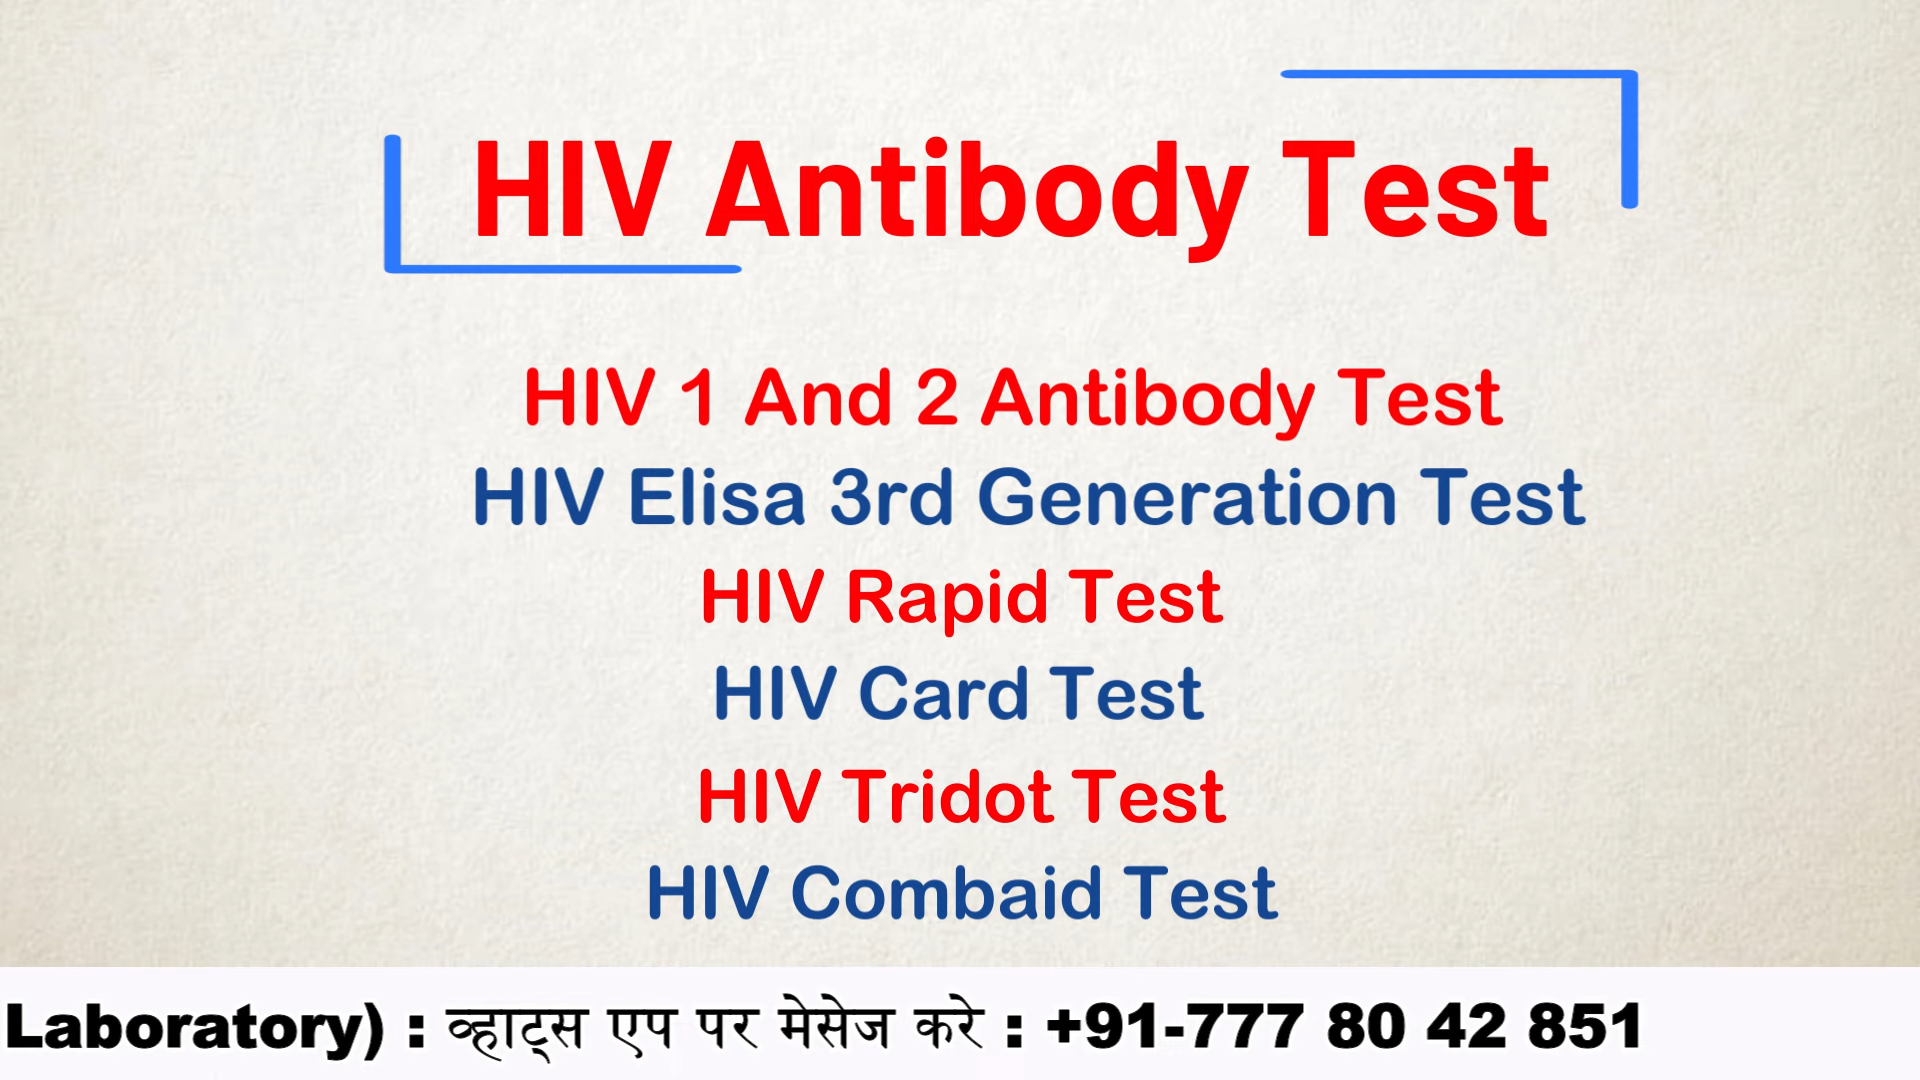 HIV Antibody Test
HIV 1 And 2 Antibody Test
HIV Elisa 3rd Generation Test
HIV Rapid Test
HIV Card Test
HIV Tridot Test
HIV Combaid Test
Laboratory) : व्हाट्स एप पर मेसेज करे : +91-777 80 42 851